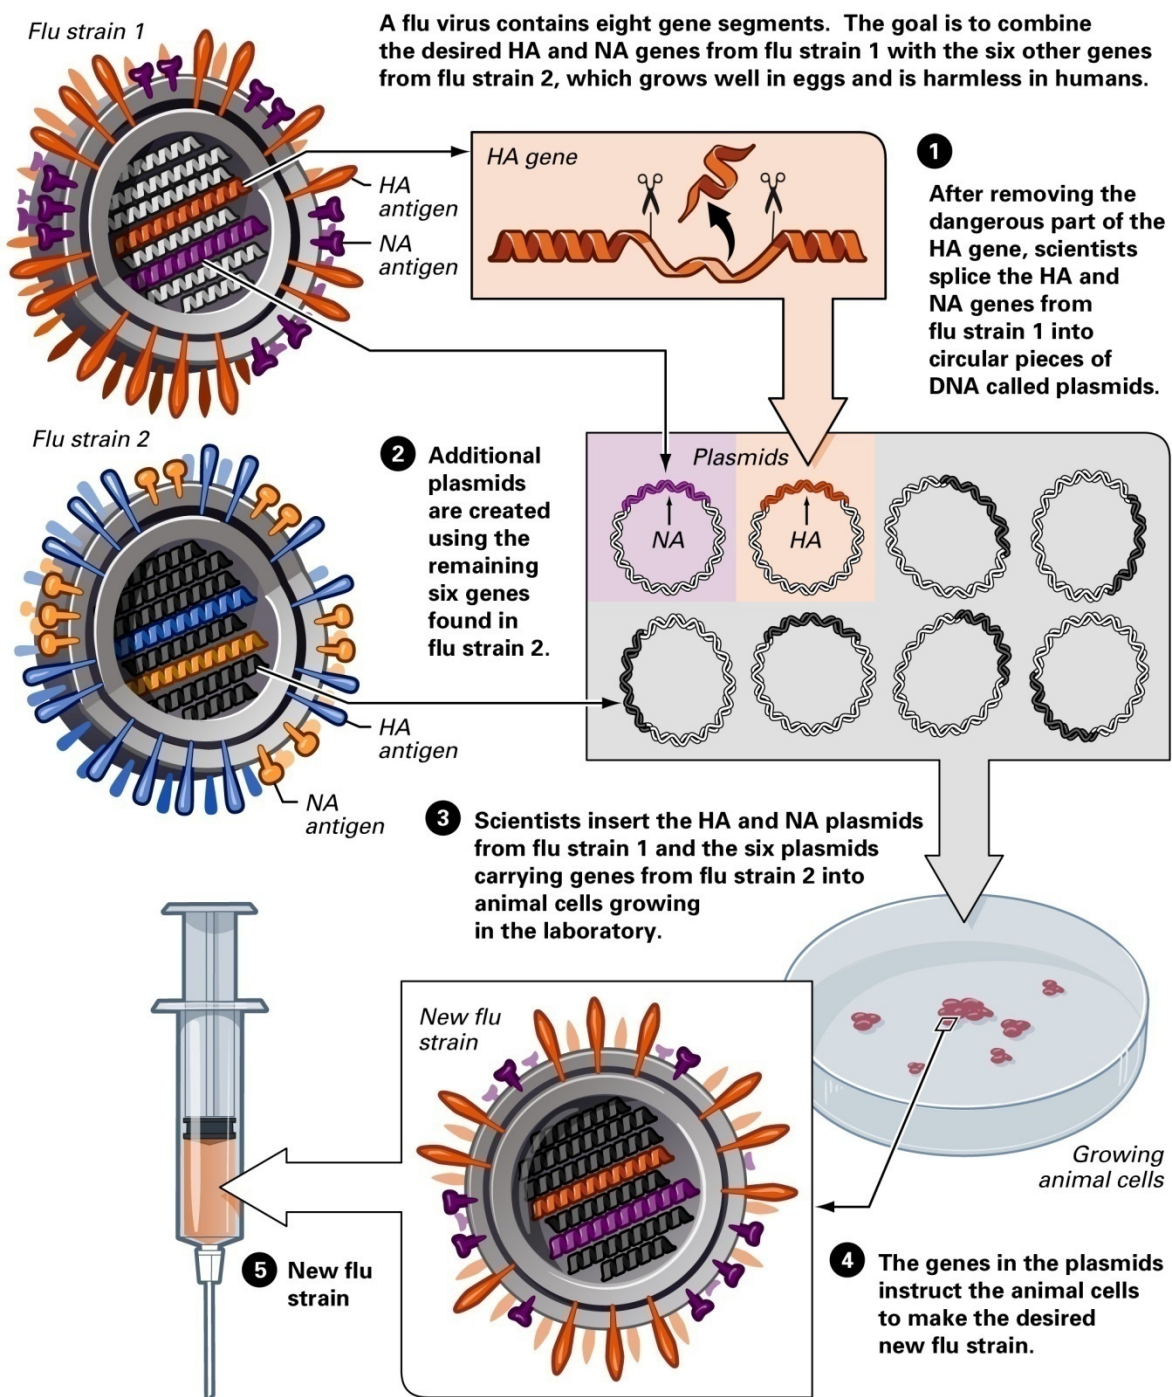 Flu strain 1
A flu virus contains eight gene segments. The goal is to combine
the desired HA and NA genes from flu strain 1 with the six other genes
from flu strain 2, which grows well in eggs and is harmless in humans.
HA
antigen
NA
antigen
HA gene
1
After removing the
dangerous part of the
HA gene, scientists
splice the HA and
NA genes from
flu strain 1 into
circular pieces of
DNA called plasmids.
Flu strain 2
HA
antigen
NA
antigen
2 Additional
plasmids
are created
using the
remaining
six genes
found in
flu strain 2.
Plasmids
NA
HA
3 Scientists insert the HA and NA plasmids
from flu strain 1 and the six plasmids
carrying genes from flu strain 2 into
animal cells growing
in the laboratory.
Growing
animal cells
4 The genes in the plasmids
instruct the animal cells
to make the desired
new flu strain.
New flu
strain
5 New flu
strain